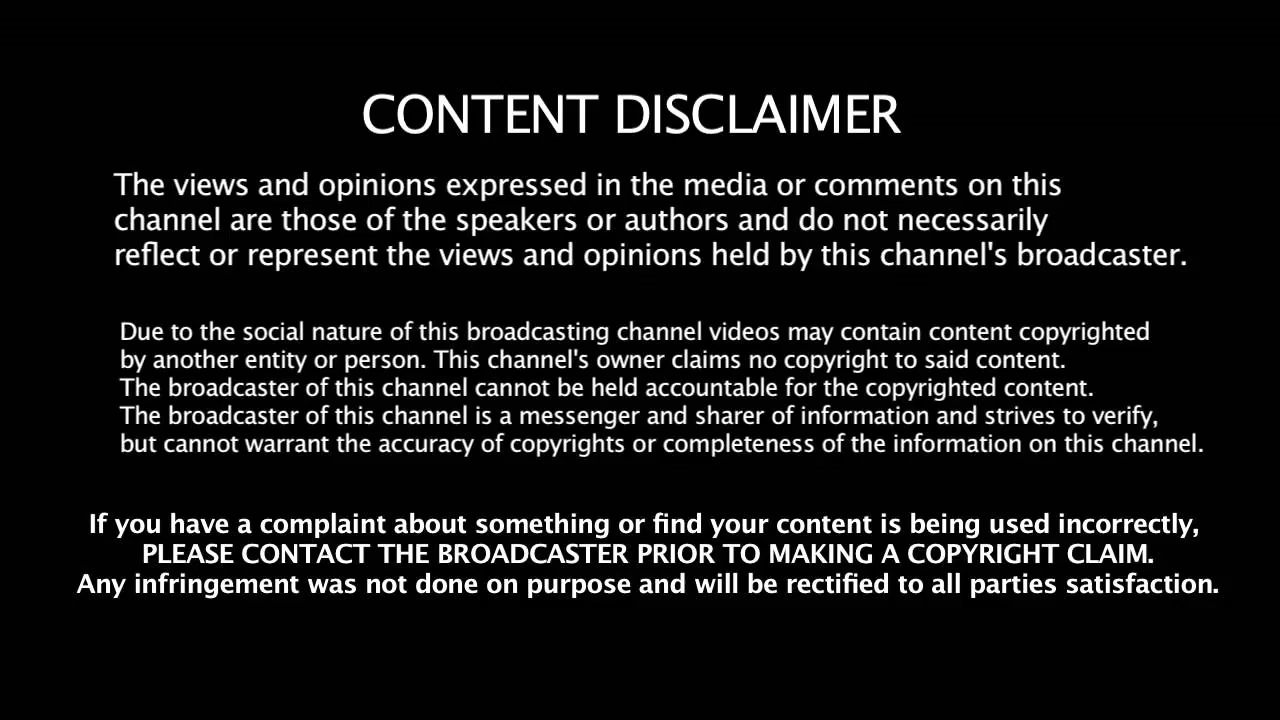 CONTENT DISCLAIMER
The views and opinions expressed in the media or comments on this
channel are those of the speakers or authors and do not necessarily
reflect or represent the views and opinions held by this channel's broadcaster.
Due to the social nature of this broadcasting channel videos may contain content copyrighted
by another entity or person. This channel's owner claims no copyright to said content.
The broadcaster of this channel cannot be held accountable for the copyrighted content.
The broadcaster of this channel is a messenger and sharer of information and strives to verify,
but cannot warrant the accuracy of copyrights or completeness of the information on this channel.
If you have a complaint about something or find your content is being used incorrectly,
PLEASE CONTACT THE BROADCASTER PRIOR TO MAKING A COPYRIGHT CLAIM.
Any infringement was not done on purpose and will be rectified to all parties satisfaction.